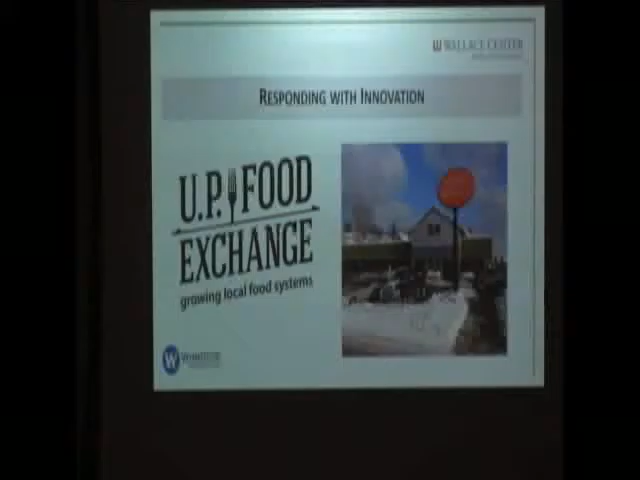 WALLACE CENTER
RESPONDING WITH INNOVATION
U.P. FOOD
EXCHANGE
growing local food systems
W